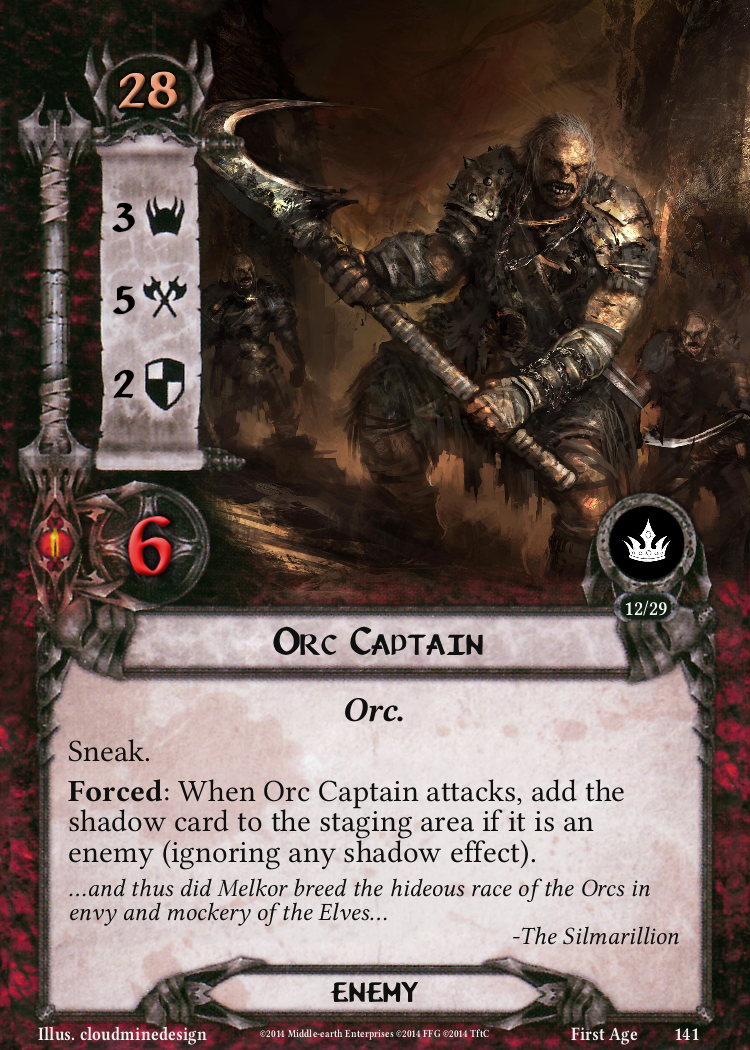 28
3
5
2
6
12/29
Orc Captain
Orc.
Sneak.
Forced: When Orc Captain attacks, add the
shadow card to the staging area if it is an
enemy (ignoring any shadow effect).
...and thus did Melkor breed the hideous race of the Orcs in
envy and mockery of the Elves...
-The Silmarillion
ENEMY
Illus. cloudminedesign ©2014 Middle-earth Enterprises ©2014 FFG ©2014 TftC First Age 141